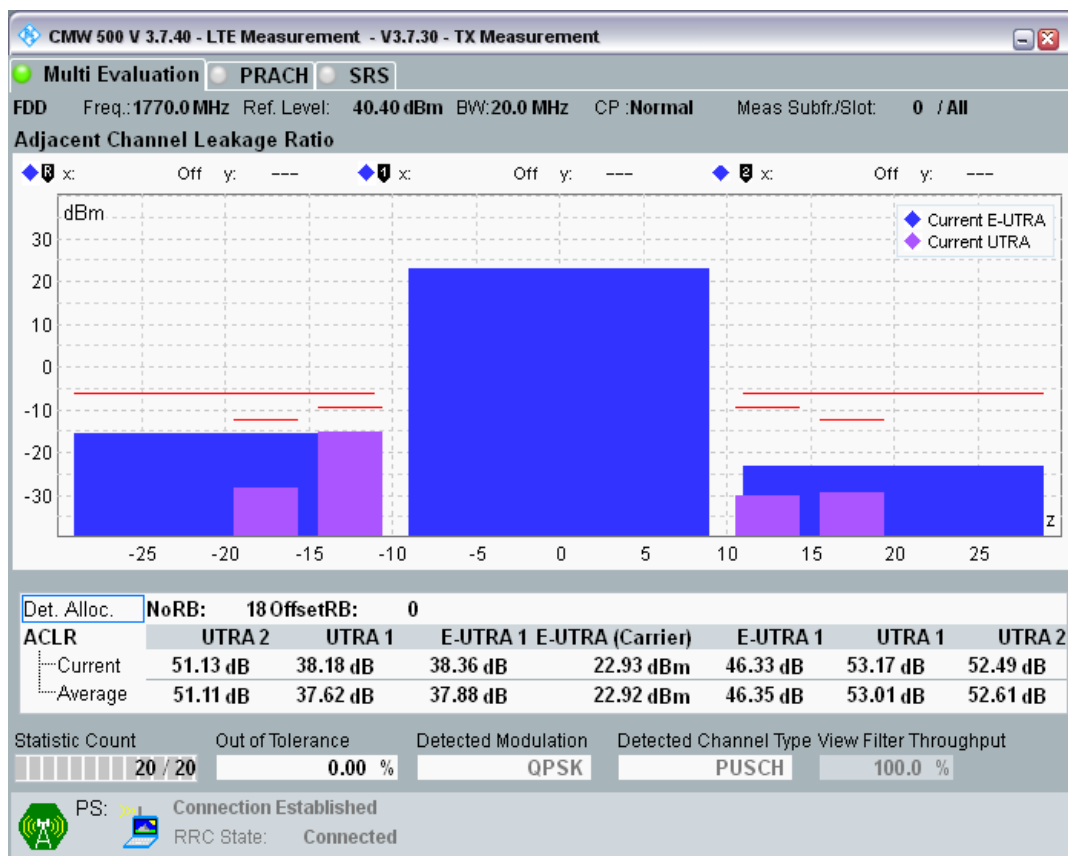 CMW 500 V 3.7.40 - LTE Measurement - V3.7.30 - TX Measurement
Multi Evaluation PRACH SRS
FDD Freq.:1770.0 MHz Ref. Level: 40.40 dBm BW:20.0 MHz CP :Normal Meas Subfr./Slot: 0 / All
Adjacent Channel Leakage Ratio
R x: Off y: --- 1 x: Off y: --- 2 x: Off y: ---
dBm
Current E-UTRA
Current UTRA
30
20
10
0
-10
-20
-30
z
-25 -20 -15 -10 -5 0 5 10 15 20 25
Det. Alloc. NoRB: 18 OffsetRB: 0
ACLR UTRA 2 UTRA 1 E-UTRA 1 E-UTRA (Carrier) E-UTRA 1 UTRA 1 UTRA 2
Current 51.13 dB 38.18 dB 38.36 dB 22.93 dBm 46.33 dB 53.17 dB 52.49 dB
Average 51.11 dB 37.62 dB 37.88 dB 22.92 dBm 46.35 dB 53.01 dB 52.61 dB
Statistic Count Out of Tolerance Detected Modulation Detected Channel Type View Filter Throughput
20 / 20 0.00 % QPSK PUSCH 100.0 %
PS: Connection Established
RRC State: Connected